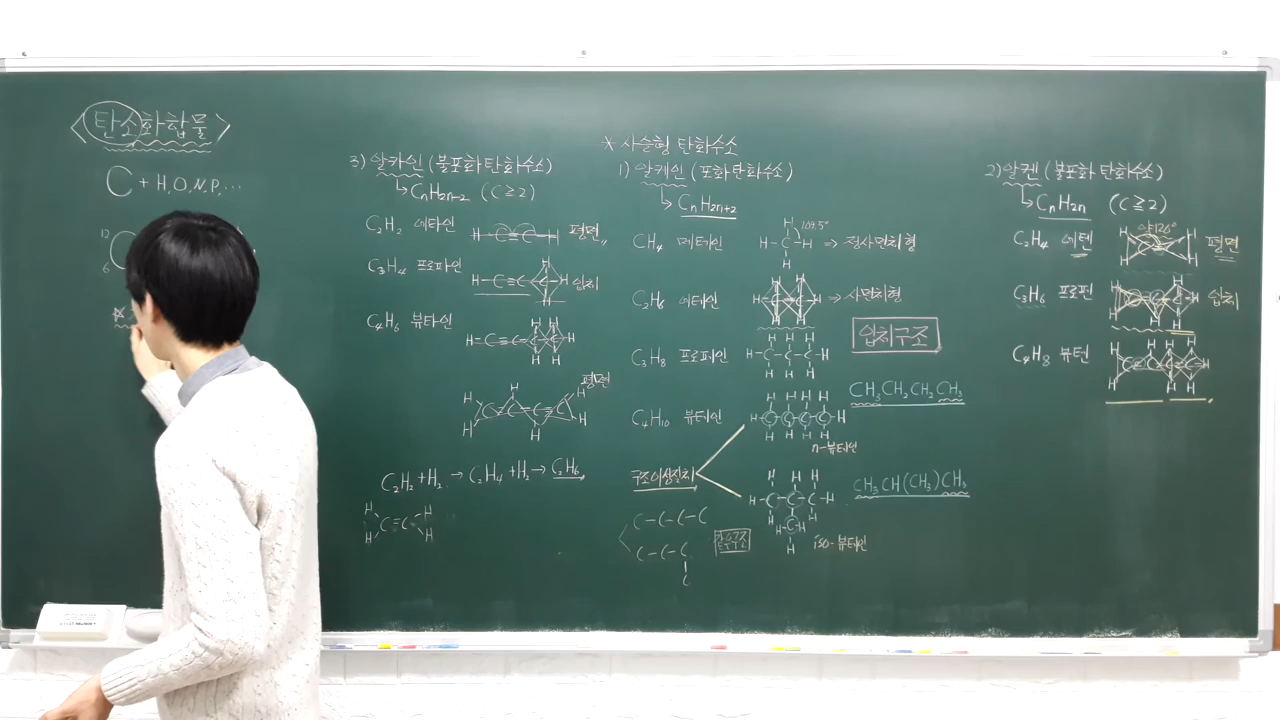 <탄소화합물>
C + H, O, N, P, ...
12
6
C
3) 알카인 (불포화 탄화수소)
CnH2n-2 (C≥2)
C2H2 에타인
H-C≡C-H 평면
C3H4 프로파인
입체
C4H6 뷰타인
평면
C2H2 + H2 → C2H4 + H2 → C2H6
* 사슬형 탄화수소
1) 알케인 (포화 탄화수소)
CnH2n+2
CH4 메테인
109.5°
⇒ 정사면체형
C2H6 에테인
⇒ 사면체형
입체구조
C3H8 프로페인
CH3CH2CH2CH3
C4H10 뷰테인
n-뷰테인
구조이성질체
CH3CH(CH3)CH3
C-C-C-C
C-C-C
C
iso-뷰테인
2) 알켄 (불포화 탄화수소)
CnH2n (C≥2)
C2H4 에텐
약120°
평면
C3H6 프로펜
입체
C4H8 뷰텐